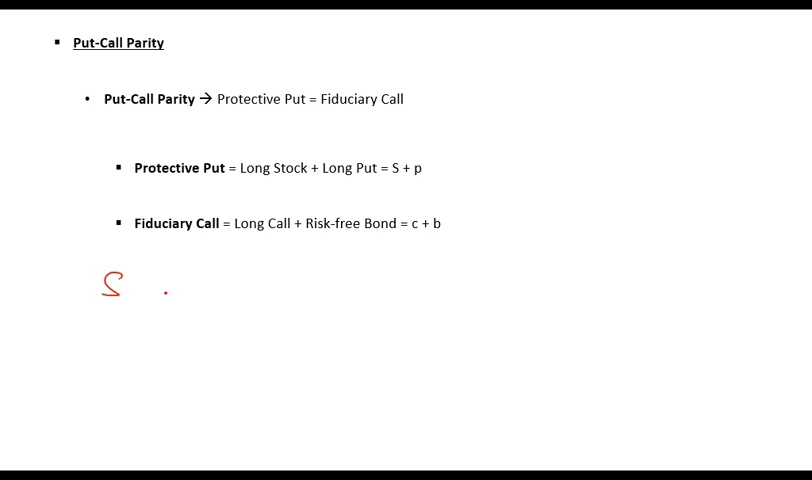 ▪ Put-Call Parity
• Put-Call Parity → Protective Put = Fiduciary Call
▪ Protective Put = Long Stock + Long Put = S + p
▪ Fiduciary Call = Long Call + Risk-free Bond = c + b
S .